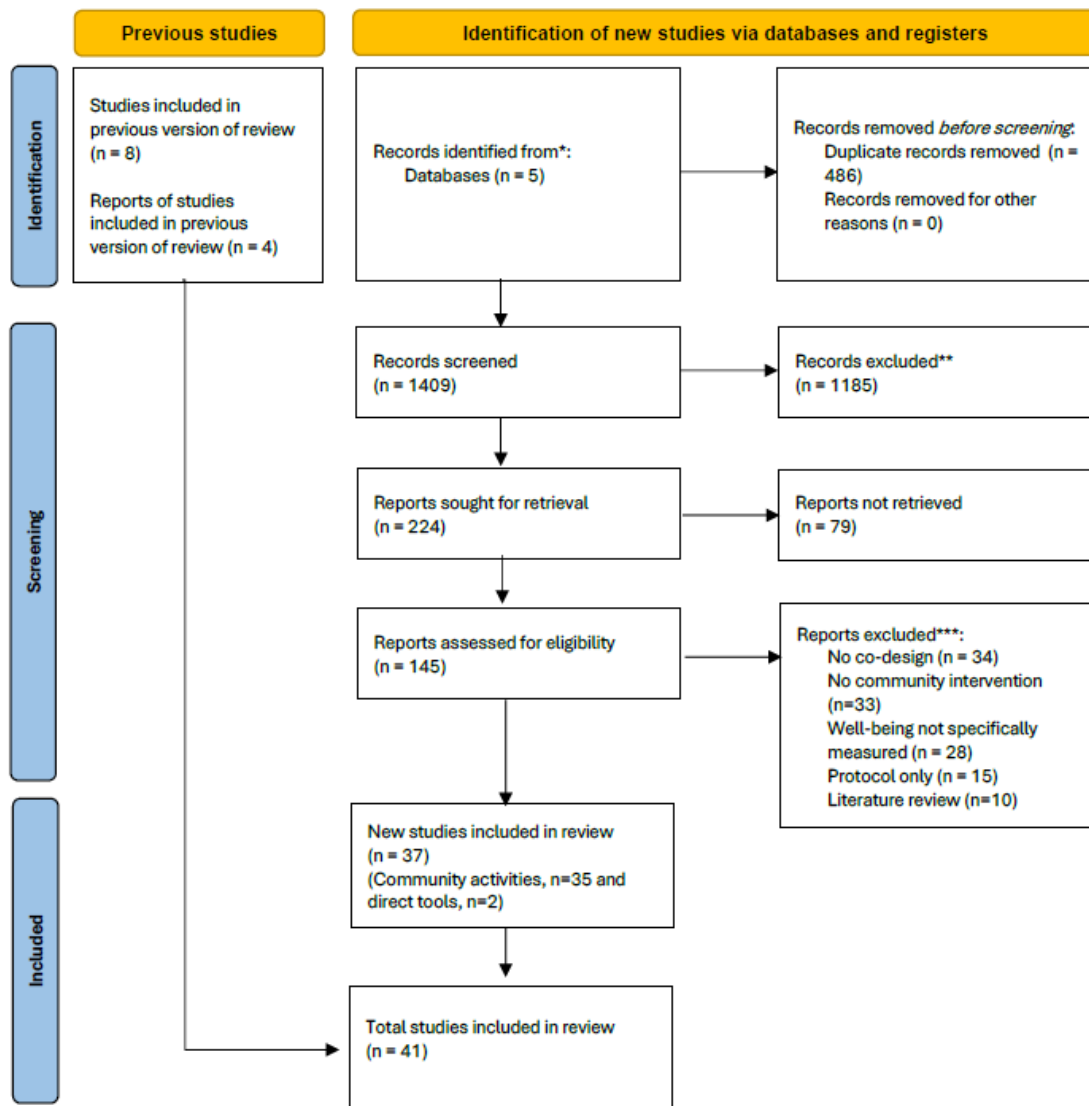 Previous studies
Identification of new studies via databases and registers
Identification
Studies included in
previous version of review
(n = 8)
Reports of studies
included in previous
version of review (n = 4)
Records identified from*:
Databases (n = 5)
Records removed before screening:
Duplicate records removed (n =
486)
Records removed for other
reasons (n = 0)
Screening
Records screened
(n = 1409)
Records excluded**
(n = 1185)
Reports sought for retrieval
(n = 224)
Reports not retrieved
(n = 79)
Reports assessed for eligibility
(n = 145)
Reports excluded***:
No co-design (n = 34)
No community intervention
(n=33)
Well-being not specifically
measured (n = 28)
Protocol only (n = 15)
Literature review (n=10)
Included
New studies included in review
(n = 37)
(Community activities, n=35 and
direct tools, n=2)
Total studies included in review
(n = 41)